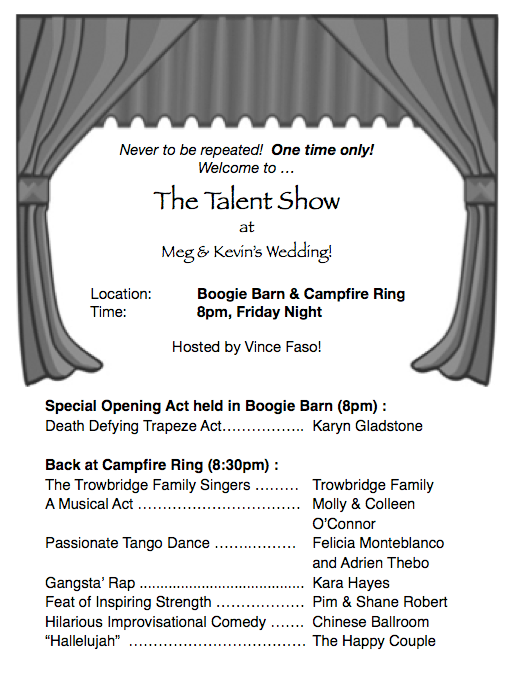 Never to be repeated! One time only!
Welcome to …
The Talent Show
at
Meg & Kevin's Wedding!
Location: Boogie Barn & Campfire Ring
Time: 8pm, Friday Night
Hosted by Vince Faso!
Special Opening Act held in Boogie Barn (8pm) :
Death Defying Trapeze Act…………….. Karyn Gladstone
Back at Campfire Ring (8:30pm) :
The Trowbridge Family Singers ……… Trowbridge Family
A Musical Act …………………………… Molly & Colleen
O'Connor
Passionate Tango Dance ……..……… Felicia Monteblanco
and Adrien Thebo
Gangsta' Rap ....................................... Kara Hayes
Feat of Inspiring Strength ……………… Pim & Shane Robert
Hilarious Improvisational Comedy ……. Chinese Ballroom
“Hallelujah” ……………………………… The Happy Couple